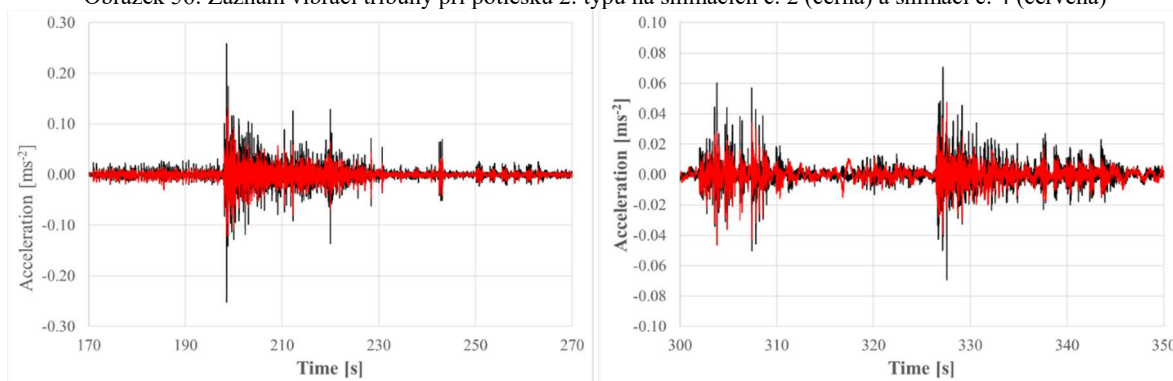 Obrázek Záznam vibrací tribuny při potlesku 2. typu na snímačích č. 2 (černá) a snímači č. 4 (červená)
0.30
0.20
0.10
0.00
-0.10
-0.20
-0.30
Acceleration [ms-2]
170 190 210 230 250 270
Time [s]
0.10
0.08
0.06
0.04
0.02
0.00
-0.02
-0.04
-0.06
-0.08
-0.10
Acceleration [ms-2]
300 310 320 330 340 350
Time [s]